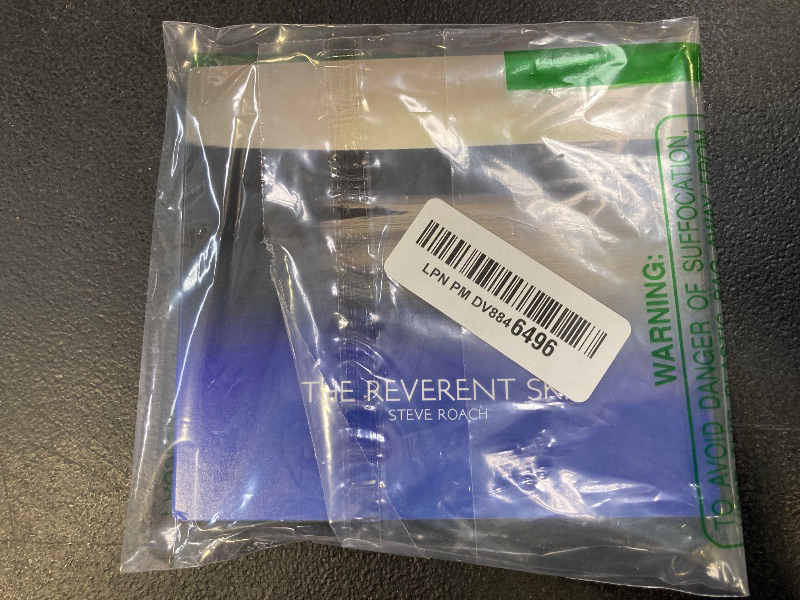 LPN PM DV8846496
THE REVERENT
STEVE ROACH
WARNING:
TO AVOID DANGER OF SUFFOCATION,